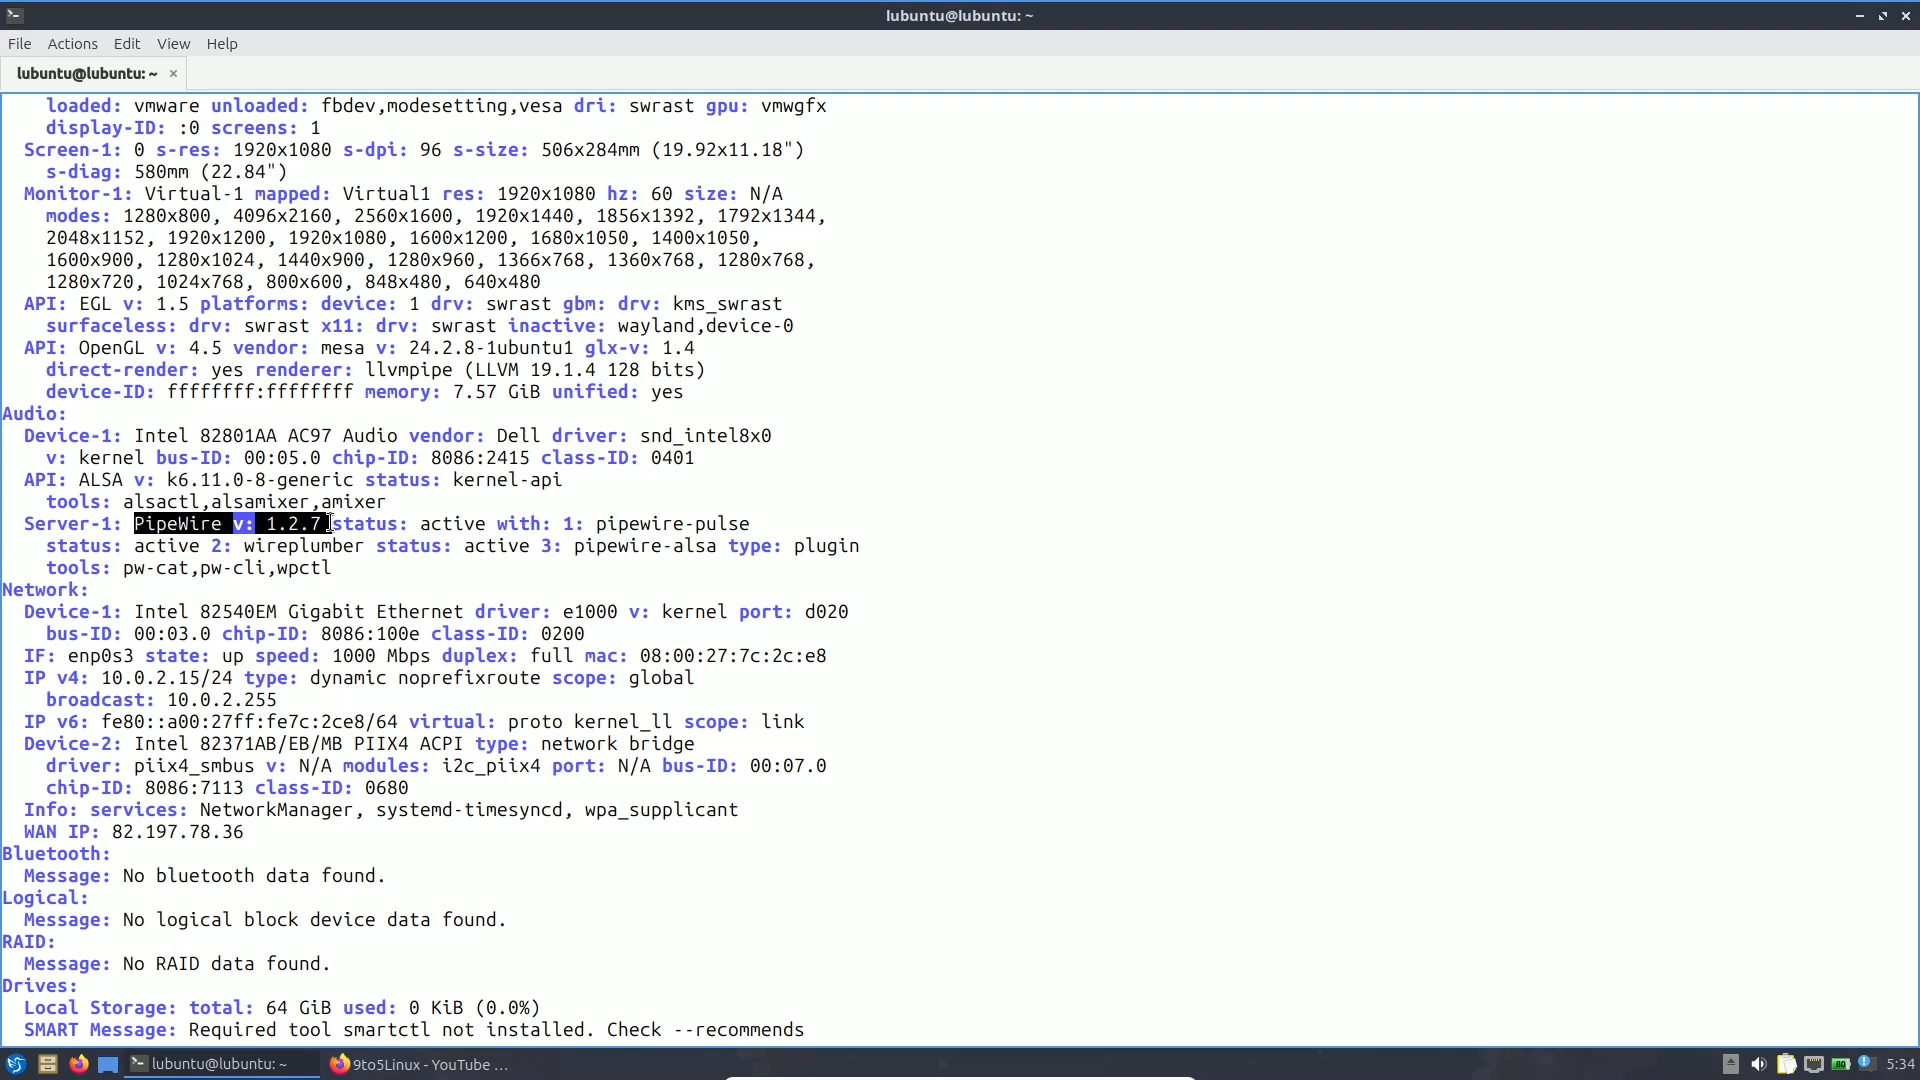 lubuntu@lubuntu: ~
File Actions Edit View Help
lubuntu@lubuntu: ~ ×
loaded: vmware unloaded: fbdev,modesetting,vesa dri: swrast gpu: vmwgfx
display-ID: :0 screens: 1
Screen-1: 0 s-res: 1920x1080 s-dpi: 96 s-size: 506x284mm (19.92x11.18")
s-diag: 580mm (22.84")
Monitor-1: Virtual-1 mapped: Virtual1 res: 1920x1080 hz: 60 size: N/A
modes: 1280x800, 4096x2160, 2560x1600, 1920x1440, 1856x1392, 1792x1344,
2048x1152, 1920x1200, 1920x1080, 1600x1200, 1680x1050, 1400x1050,
1600x900, 1280x1024, 1440x900, 1280x960, 1366x768, 1360x768, 1280x768,
1280x720, 1024x768, 800x600, 848x480, 640x480
API: EGL v: 1.5 platforms: device: 1 drv: swrast gbm: drv: kms_swrast
surfaceless: drv: swrast x11: drv: swrast inactive: wayland,device-0
API: OpenGL v: 4.5 vendor: mesa v: 24.2.8-1ubuntu1 glx-v: 1.4
direct-render: yes renderer: llvmpipe (LLVM 19.1.4 128 bits)
device-ID: ffffffff:ffffffff memory: 7.57 GiB unified: yes
Audio:
Device-1: Intel 82801AA AC97 Audio vendor: Dell driver: snd_intel8x0
v: kernel bus-ID: 00:05.0 chip-ID: 8086:2415 class-ID: 0401
API: ALSA v: k6.11.0-8-generic status: kernel-api
tools: alsactl,alsamixer,amixer
Server-1: PipeWire v: 1.2.7 status: active with: 1: pipewire-pulse
status: active 2: wireplumber status: active 3: pipewire-alsa type: plugin
tools: pw-cat,pw-cli,wpctl
Network:
Device-1: Intel 82540EM Gigabit Ethernet driver: e1000 v: kernel port: d020
bus-ID: 00:03.0 chip-ID: 8086:100e class-ID: 0200
IF: enp0s3 state: up speed: 1000 Mbps duplex: full mac: 08:00:27:7c:2c:e8
IP v4: 10.0.2.15/24 type: dynamic noprefixroute scope: global
broadcast: 10.0.2.255
IP v6: fe80::a00:27ff:fe7c:2ce8/64 virtual: proto kernel_ll scope: link
Device-2: Intel 82371AB/EB/MB PIIX4 ACPI type: network bridge
driver: piix4_smbus v: N/A modules: i2c_piix4 port: N/A bus-ID: 00:07.0
chip-ID: 8086:7113 class-ID: 0680
Info: services: NetworkManager, systemd-timesyncd, wpa_supplicant
WAN IP: 82.197.78.36
Bluetooth:
Message: No bluetooth data found.
Logical:
Message: No logical block device data found.
RAID:
Message: No RAID data found.
Drives:
Local Storage: total: 64 GiB used: 0 KiB (0.0%)
SMART Message: Required tool smartctl not installed. Check --recommends
lubuntu@lubuntu: ~ 9to5Linux - YouTube ... 80 5:34